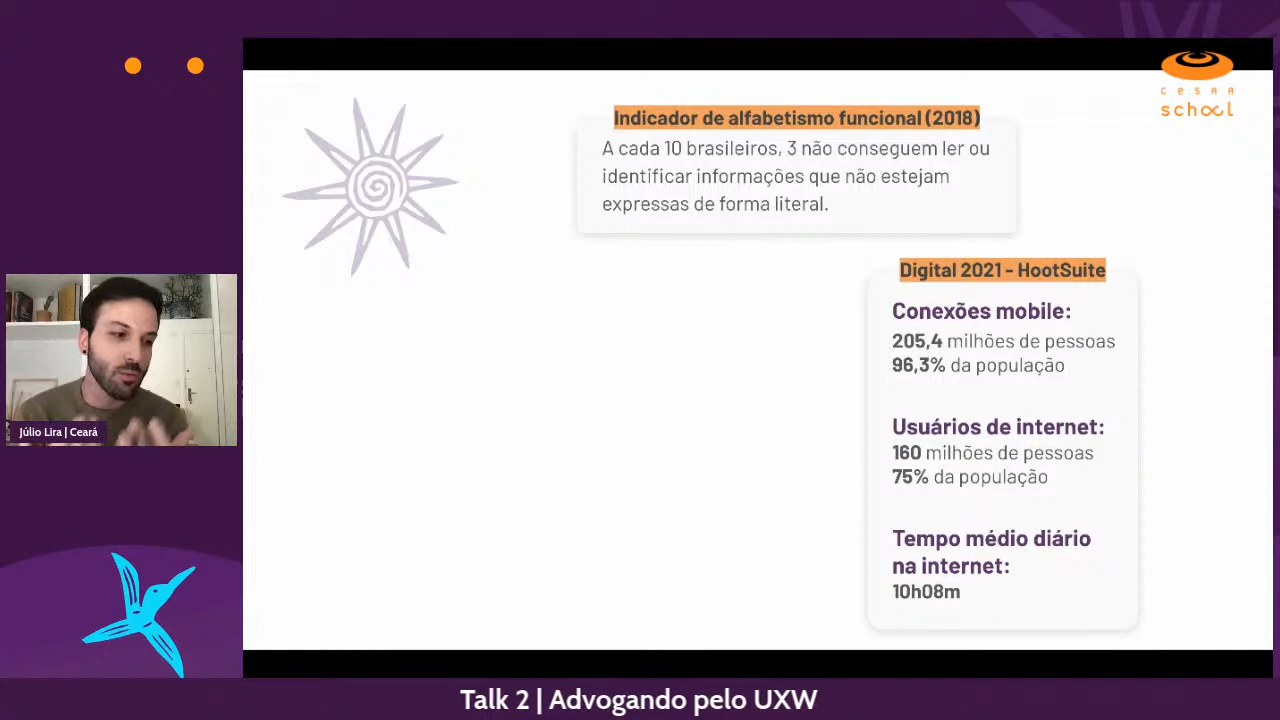 CESAR
school
Indicador de alfabetismo funcional (2018)
A cada 10 brasileiros, 3 não conseguem ler ou
identificar informações que não estejam
expressas de forma literal.
Digital 2021 - HootSuite
Conexões mobile:
205,4 milhões de pessoas
96,3% da população
Usuários de internet:
160 milhões de pessoas
75% da população
Tempo médio diário
na internet:
10h08m
Júlio Lira | Ceará
Talk 2 | Advogando pelo UXW